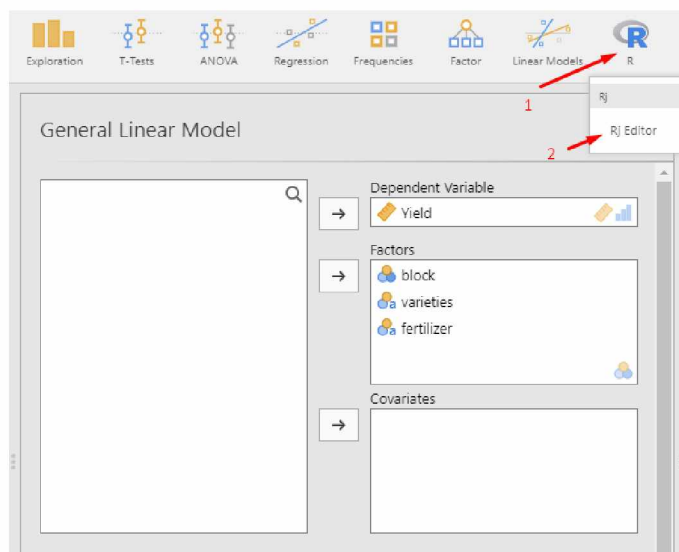 Exploration T-Tests ANOVA Regression Frequencies Factor Linear Models R
1
Rj
Rj Editor
2
General Linear Model
Dependent Variable
Yield
Factors
block
a varieties
a fertilizer
Covariates